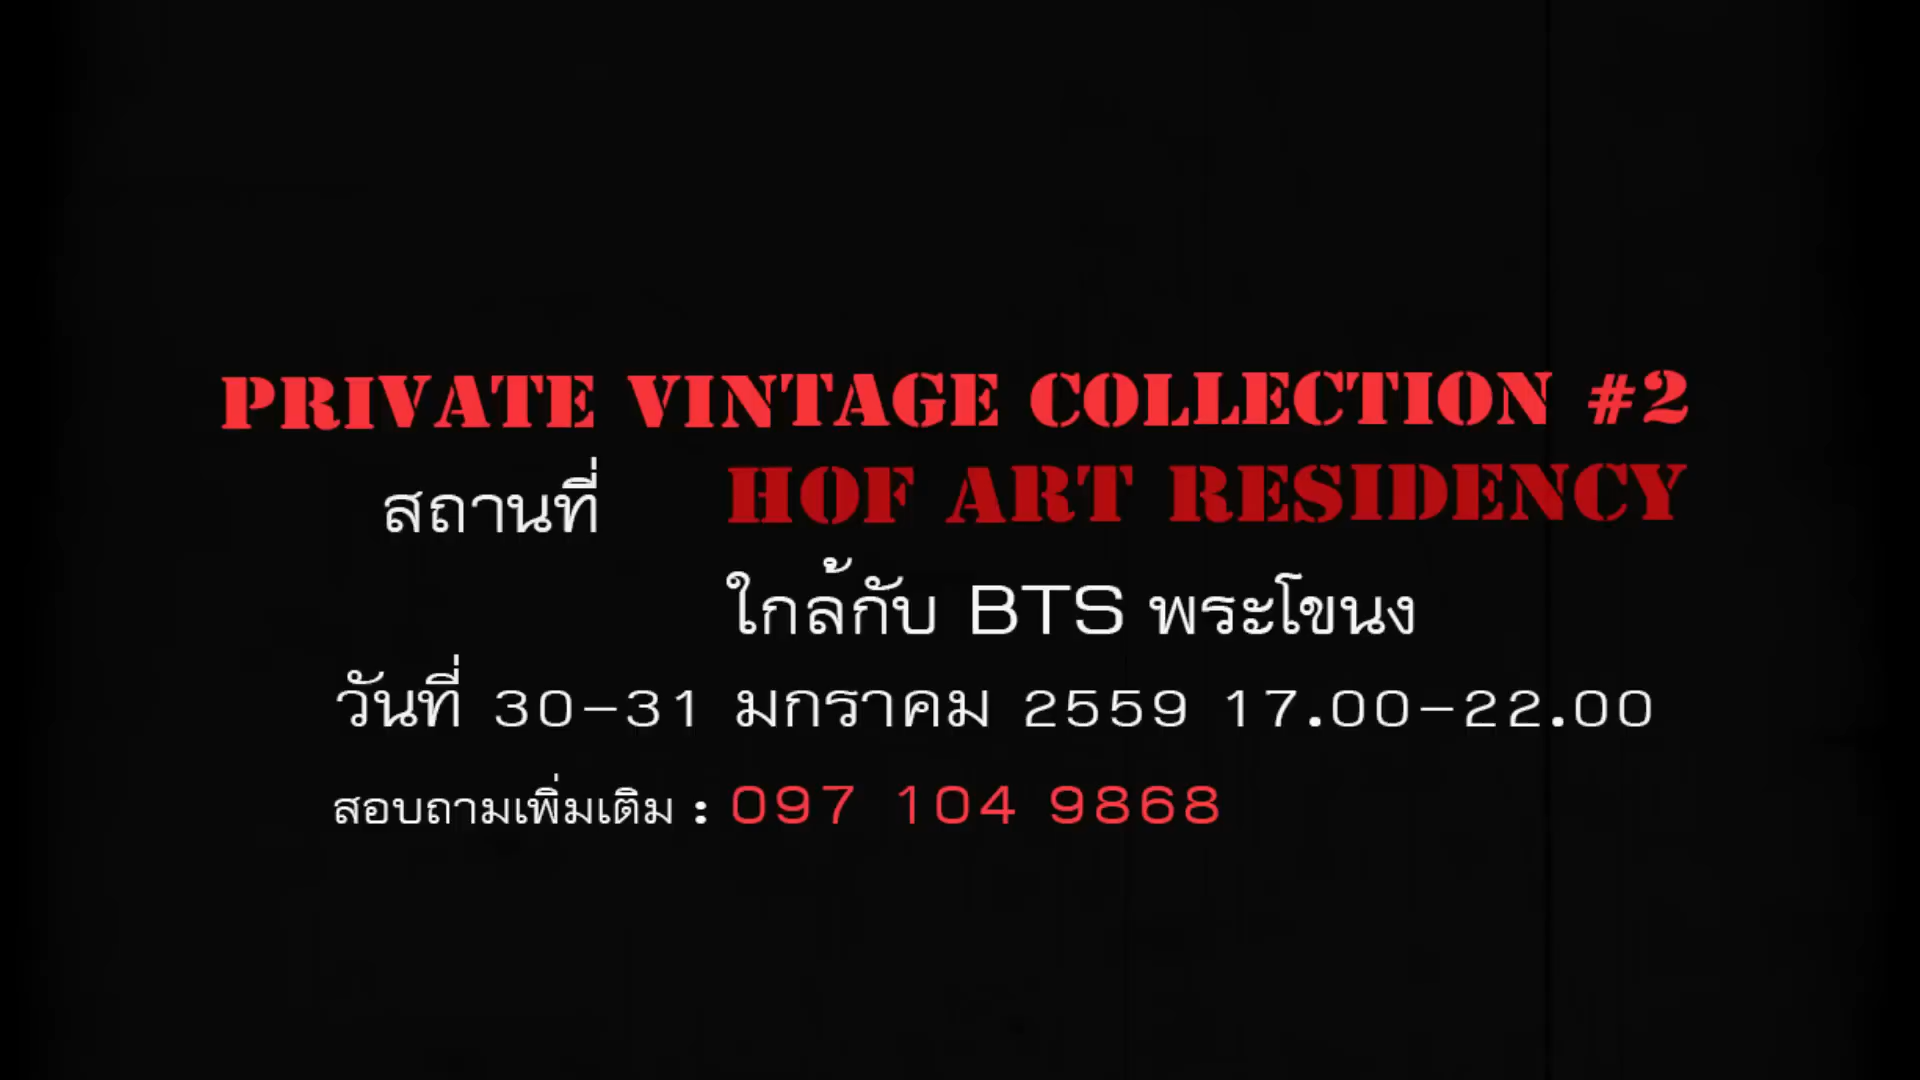 PRIVATE VINTAGE COLLECTION #2
สถานที่ HOF ART RESIDENCY
ใกล้กับ BTS พระโขนง
วันที่ 30-31 มกราคม 2559 17.00-22.00
สอบถามเพิ่มเติม : 097 104 9868